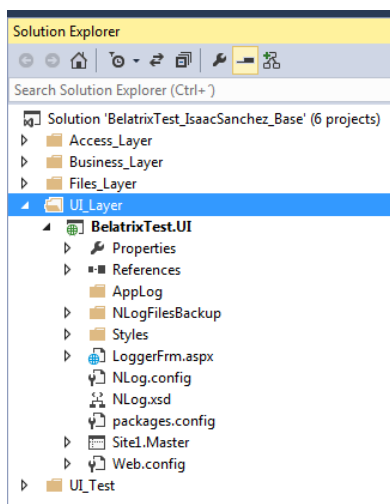 Solution Explorer
Search Solution Explorer (Ctrl+´)
Solution 'BelatrixTest_IsaacSanchez_Base' (6 projects)
Access_Layer
Business_Layer
Files_Layer
UI_Layer
BelatrixTest.UI
Properties
References
AppLog
NLogFilesBackup
Styles
LoggerFrm.aspx
NLog.config
NLog.xsd
packages.config
Site1.Master
Web.config
UI_Test